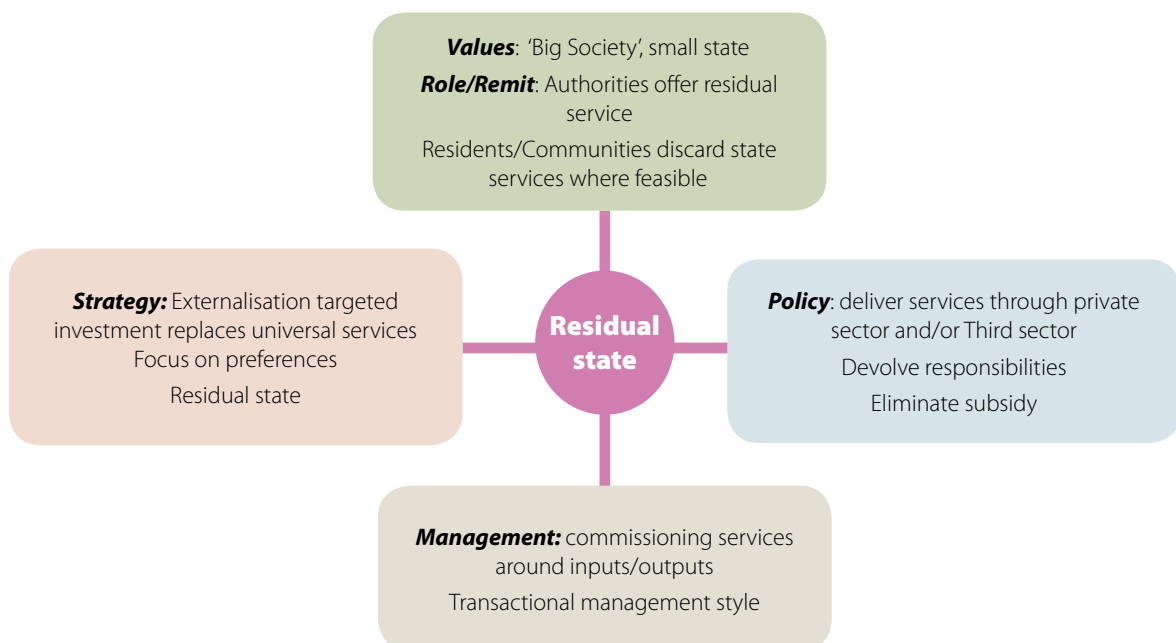 Values: ‘Big Society’, small state
Role/Remit: Authorities offer residual
service
Residents/Communities discard state
services where feasible
Strategy: Externalisation targeted
investment replaces universal services
Focus on preferences
Residual state
Residual
state
Policy: deliver services through private
sector and/or Third sector
Devolve responsibilities
Eliminate subsidy
Management: commissioning services
around inputs/outputs
Transactional management style